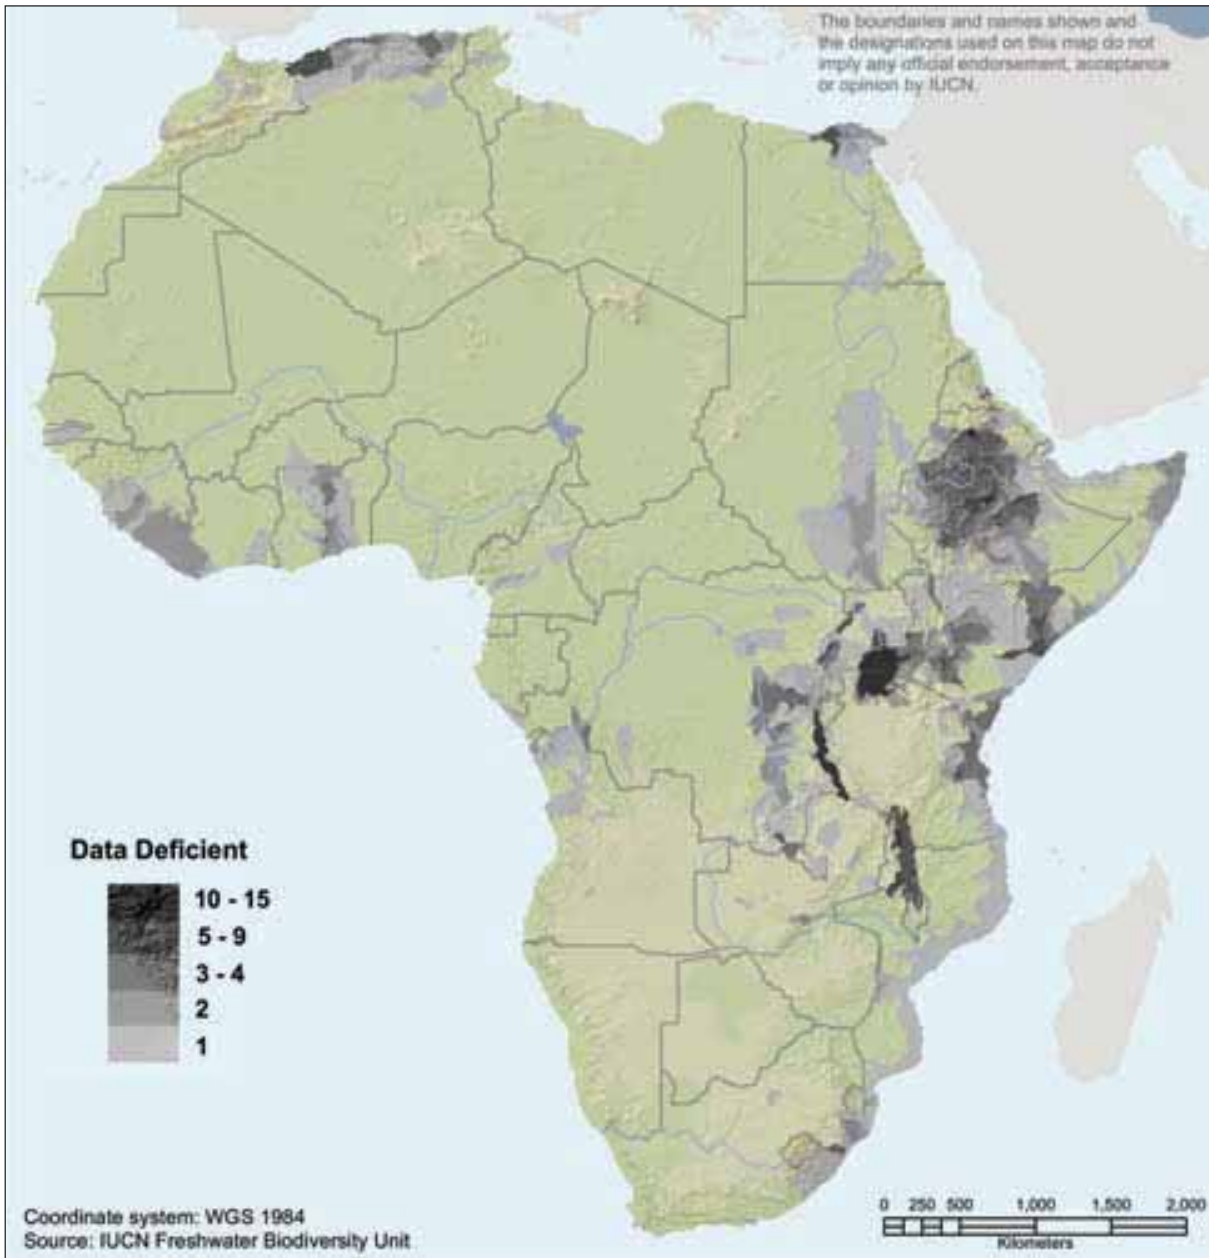 The boundaries and names shown and
the designations used on this map do not
imply any official endorsement, acceptance
or opinion by IUCN.
Data Deficient
10 - 15
5 - 9
3 - 4
2
1
Coordinate system: WGS 1984
Source: IUCN Freshwater Biodiversity Unit
0 250 500 1,000 1,500 2,000
Kilometers